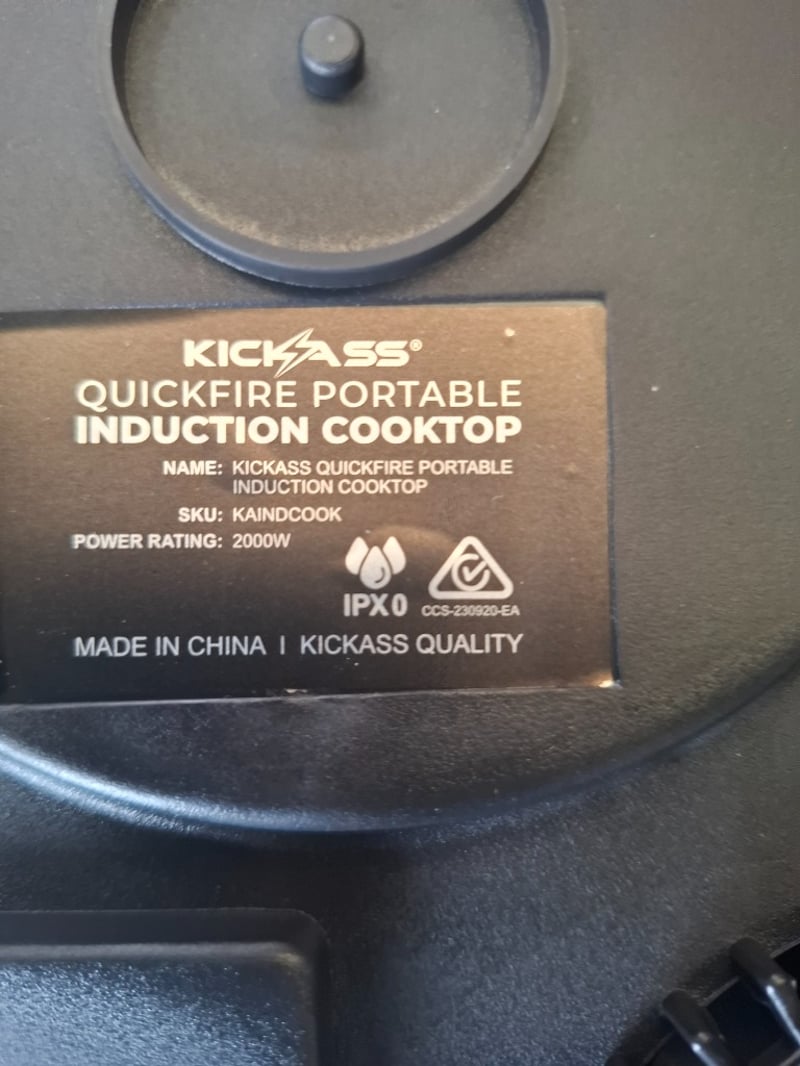 KICKASS®
QUICKFIRE PORTABLE
INDUCTION COOKTOP
NAME: KICKASS QUICKFIRE PORTABLE
INDUCTION COOKTOP
SKU: KAINDCOOK
POWER RATING: 2000W
IPX0
CCS-230920-EA
MADE IN CHINA I KICKASS QUALITY